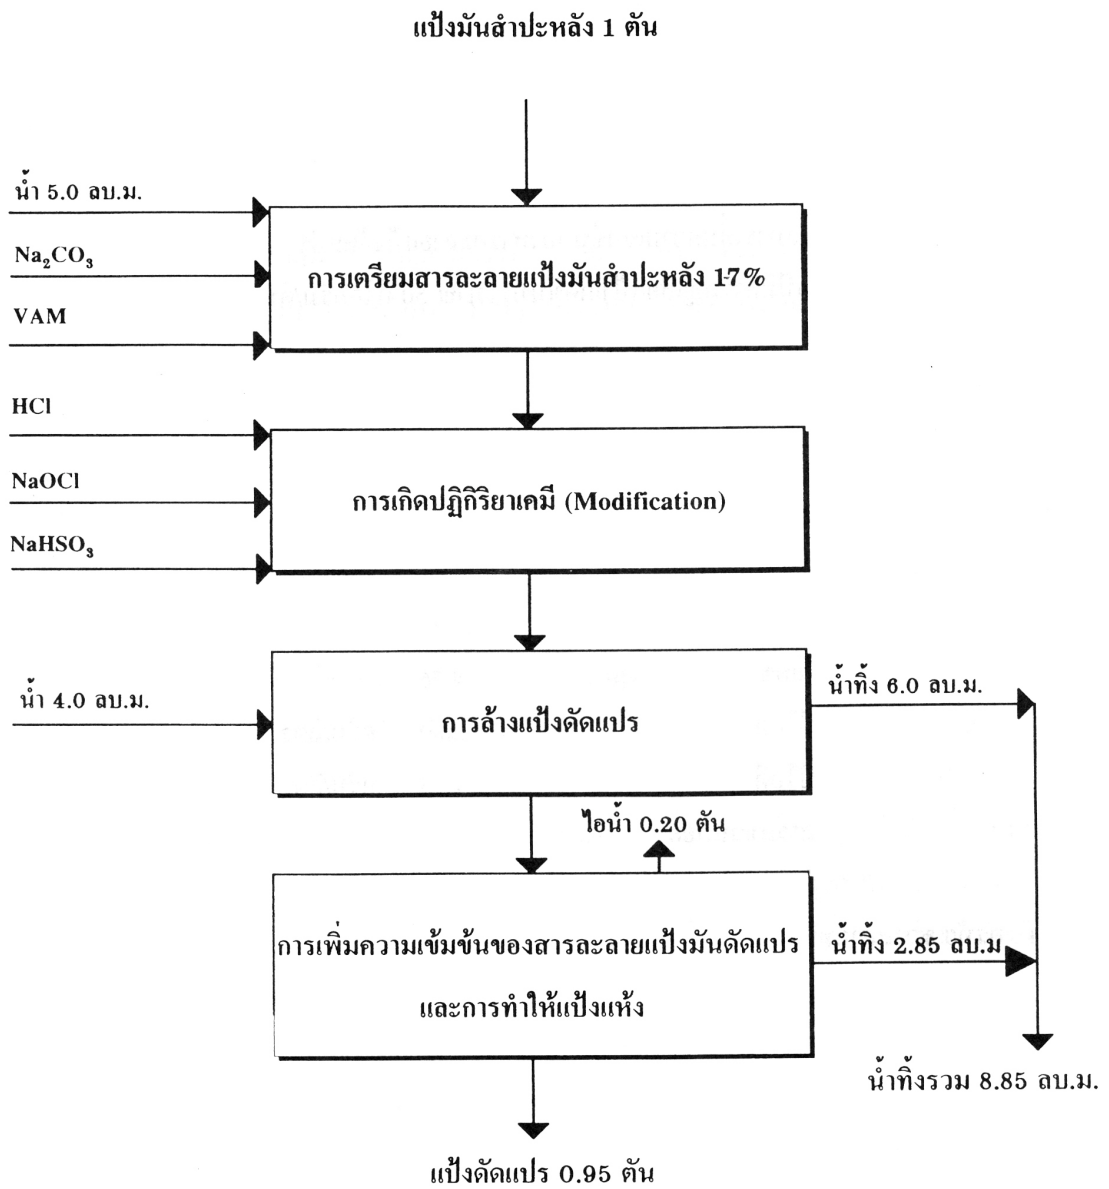 แป้งมันสำปะหลัง 1 ตัน
น้ำ 5.0 ลบ.ม.
Na₂CO₃
VAM
การเตรียมสารละลายแป้งมันสำปะหลัง 17%
HCl
NaOCl
NaHSO₃
การเกิดปฏิกิริยาเคมี (Modification)
น้ำ 4.0 ลบ.ม.
การล้างแป้งดัดแปร
น้ำทิ้ง 6.0 ลบ.ม.
ไอน้ำ 0.20 ตัน
การเพิ่มความเข้มข้นของสารละลายแป้งมันดัดแปร
และการทำให้แป้งแห้ง
น้ำทิ้ง 2.85 ลบ.ม
น้ำทิ้งรวม 8.85 ลบ.ม.
แป้งดัดแปร 0.95 ตัน